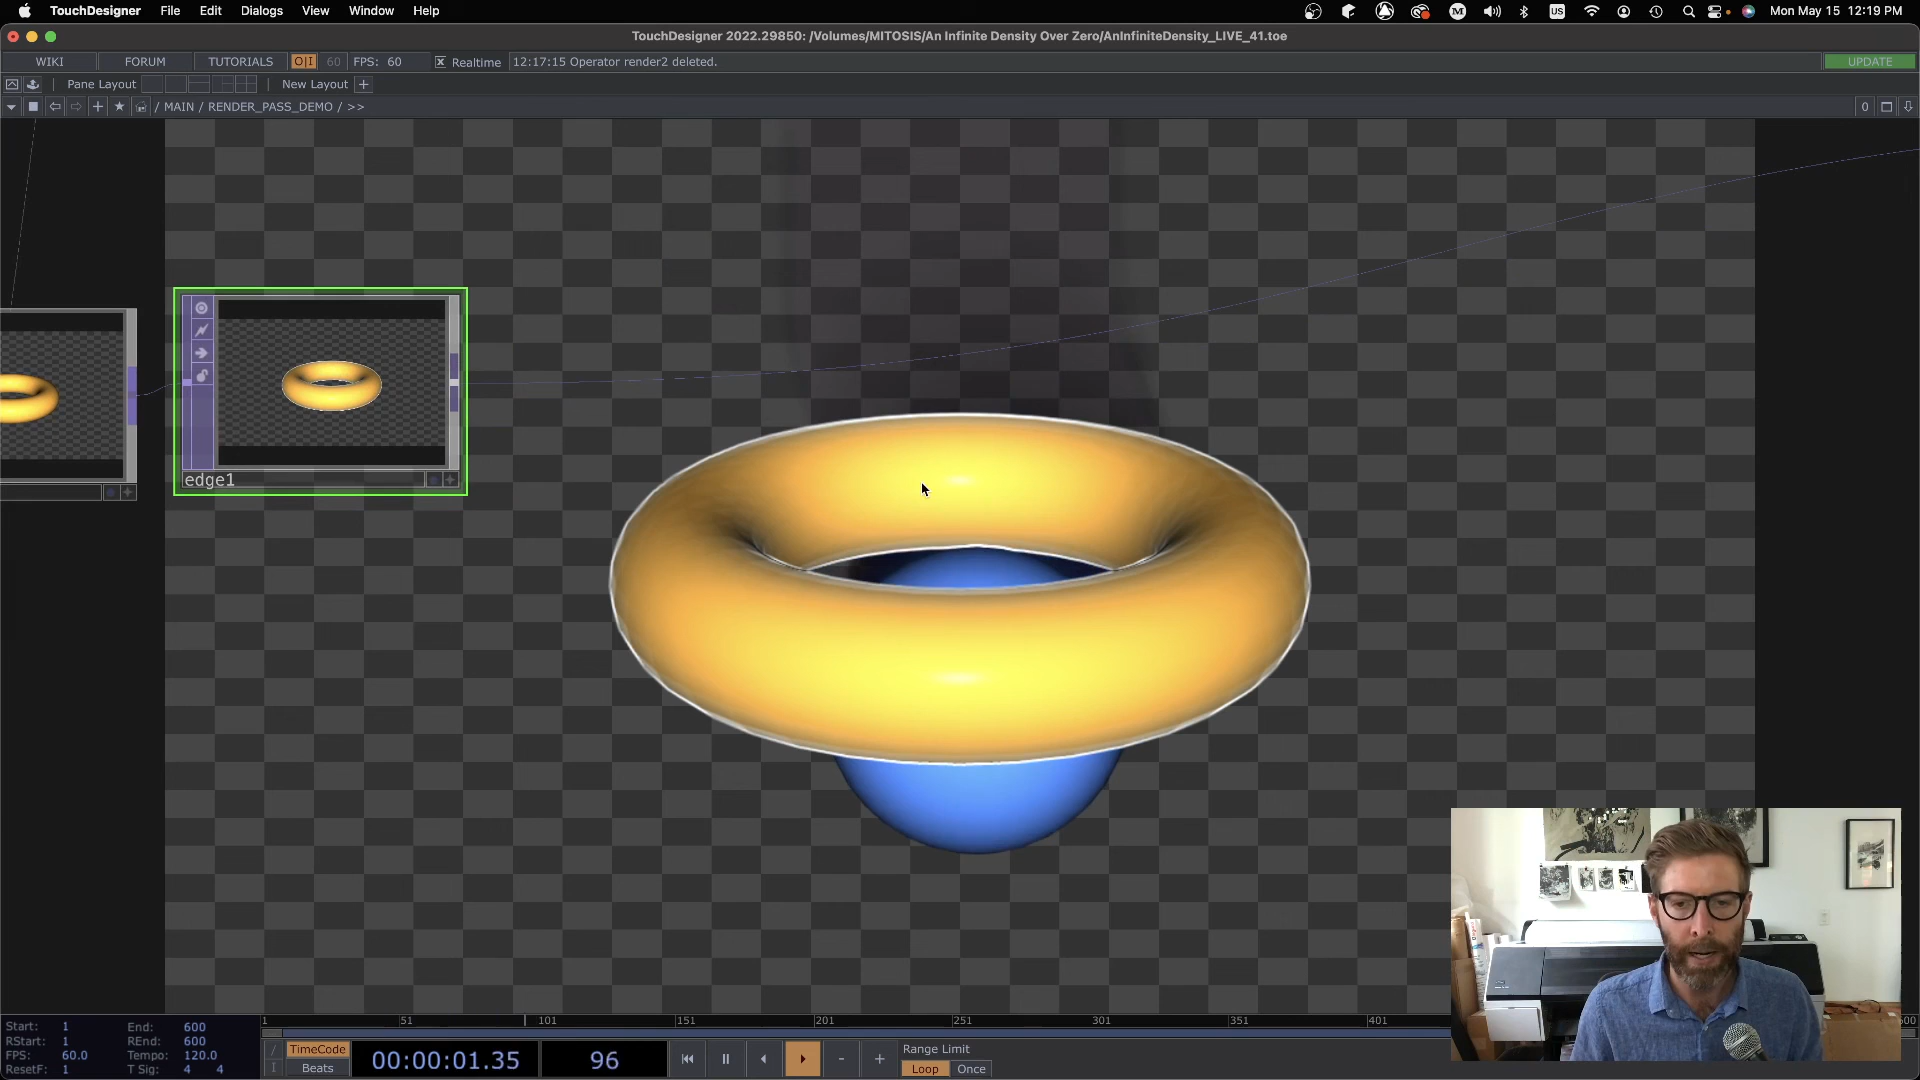 TouchDesigner File Edit Dialogs View Window Help
US Mon May 15 12:19 PM
TouchDesigner 2022.29850: /Volumes/MITOSIS/An Infinite Density Over Zero/AnInfiniteDensity_LIVE_41.toe
WIKI FORUM TUTORIALS O|I 60 FPS: 60 X Realtime 12:17:15 Operator render2 deleted. UPDATE
Pane Layout New Layout +
/ MAIN / RENDER_PASS_DEMO / >> 0
edge1
1 51 101 151 201 251 301 351 401 600
Start: 1 End: 600
RStart: 1 REnd: 600
FPS: 60.0 Tempo: 120.0
ResetF: 1 T Sig: 4 4
TimeCode
Beats
00:00:01.35 96
- +
Range Limit
Loop Once